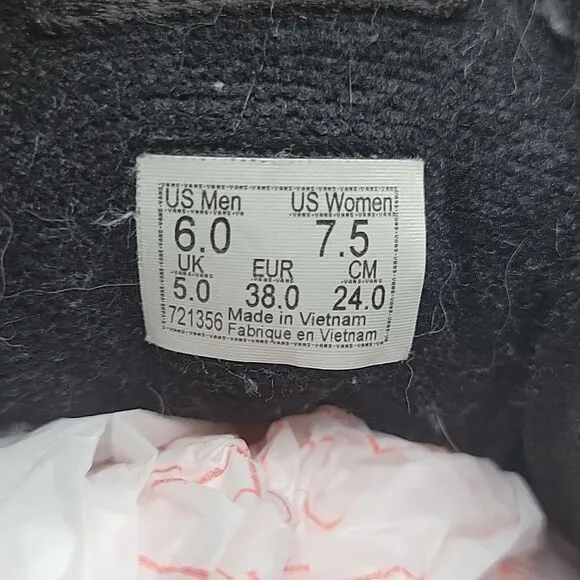 US Men US Women
6.0 7.5
UK EUR CM
5.0 38.0 24.0
721356 Made in Vietnam
Fabrique en Vietnam